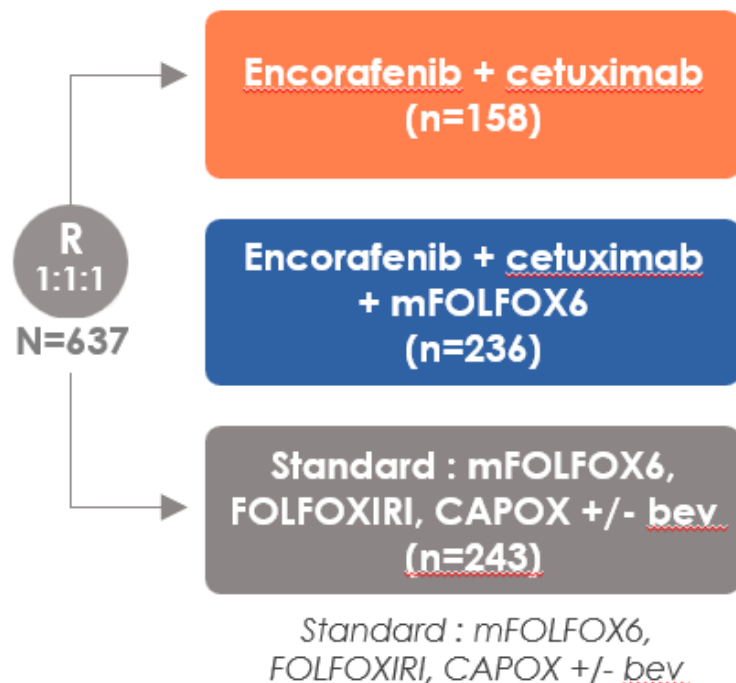 Encorafenib + cetuximab
(n=158)
R
1:1:1
N=637
Encorafenib + cetuximab
+ mFOLFOX6
(n=236)
Standard : mFOLFOX6,
FOLFOXIRI, CAPOX +/- bev
(n=243)
Standard : mFOLFOX6,
FOLFOXIRI, CAPOX +/- bev